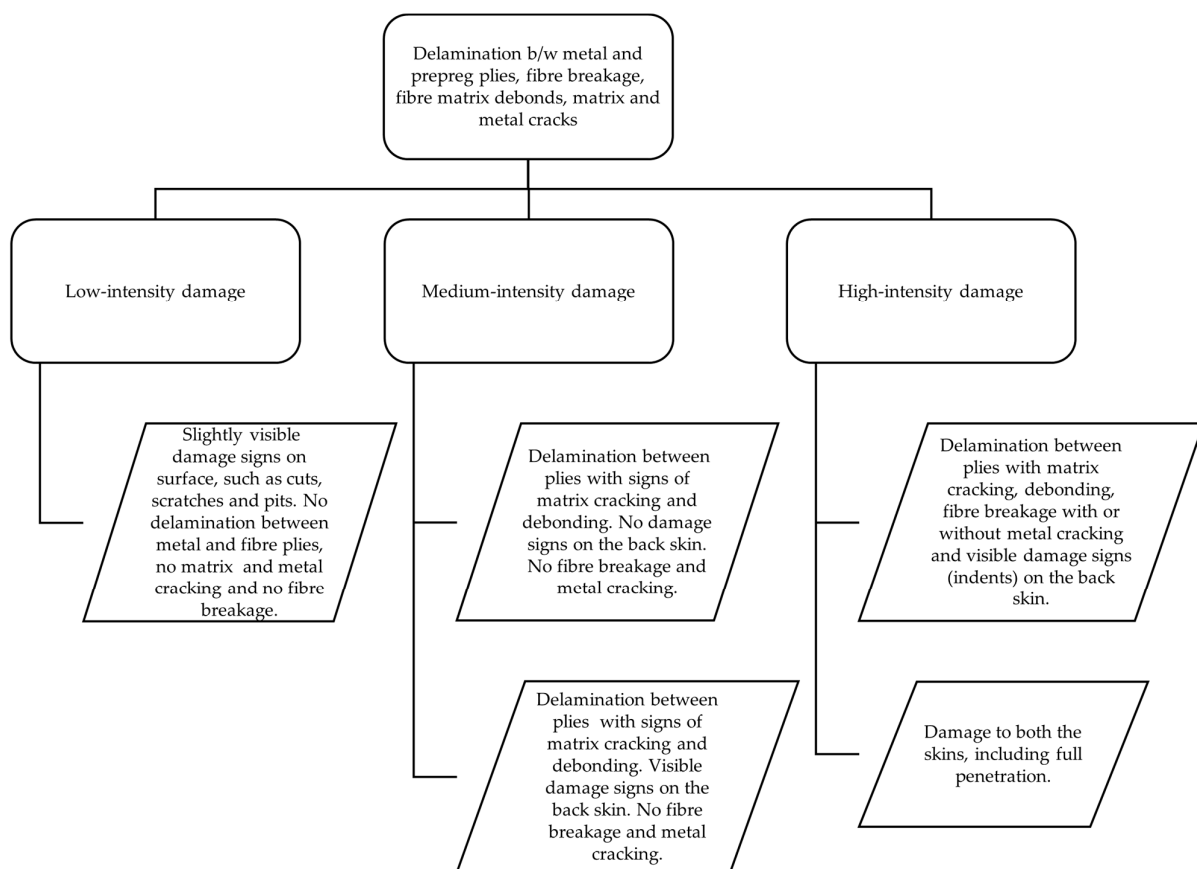 Delamination b/w metal and
prepreg plies, fibre breakage,
fibre matrix debonds, matrix and
metal cracks
Low-intensity damage
Medium-intensity damage
High-intensity damage
Slightly visible
damage signs on
surface, such as cuts,
scratches and pits. No
delamination between
metal and fibre plies,
no matrix and metal
cracking and no fibre
breakage.
Delamination between
plies with signs of
matrix cracking and
debonding. No damage
signs on the back skin.
No fibre breakage and
metal cracking.
Delamination between
plies with matrix
cracking, debonding,
fibre breakage with or
without metal cracking
and visible damage signs
(indents) on the back
skin.
Delamination between
plies with signs of
matrix cracking and
debonding. Visible
damage signs on the
back skin. No fibre
breakage and metal
cracking.
Damage to both the
skins, including full
penetration.